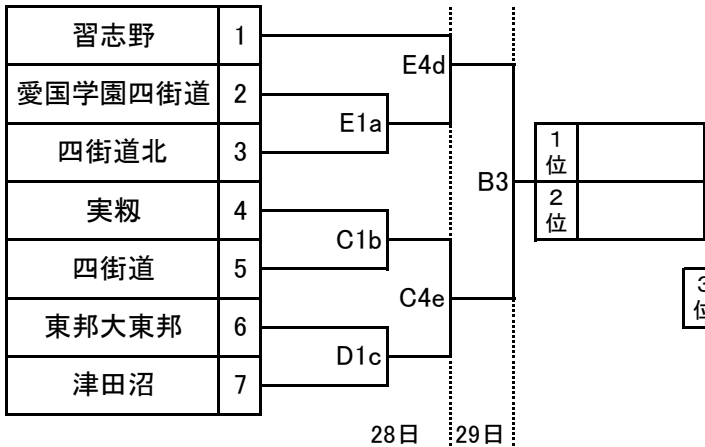 習志野 1
愛国学園四街道 2
四街道北 3
実籾 4
四街道 5
東邦大東邦 6
津田沼 7
E4d
E1a
B3
C1b
C4e
D1c
1位
2位
3位
28日 29日